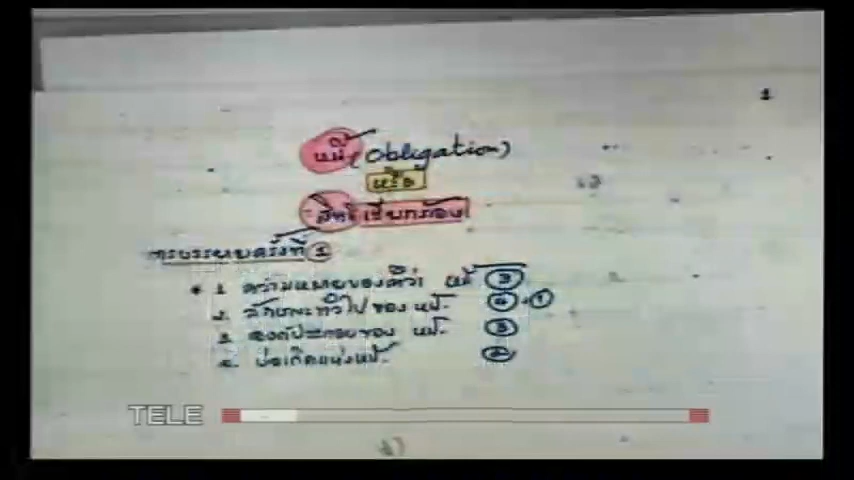 1
หนี้ (Obligation)
หรือ
= สิทธิเรียกร้อง
การบรรยายครั้งที่ 1
* 1. ความหมายของคำว่า หนี้ 3
2. ลักษณะทั่วไป ของ หนี้.
3. องค์ประกอบของ หนี้. 3
4. บ่อเกิดแห่งหนี้.
TELE